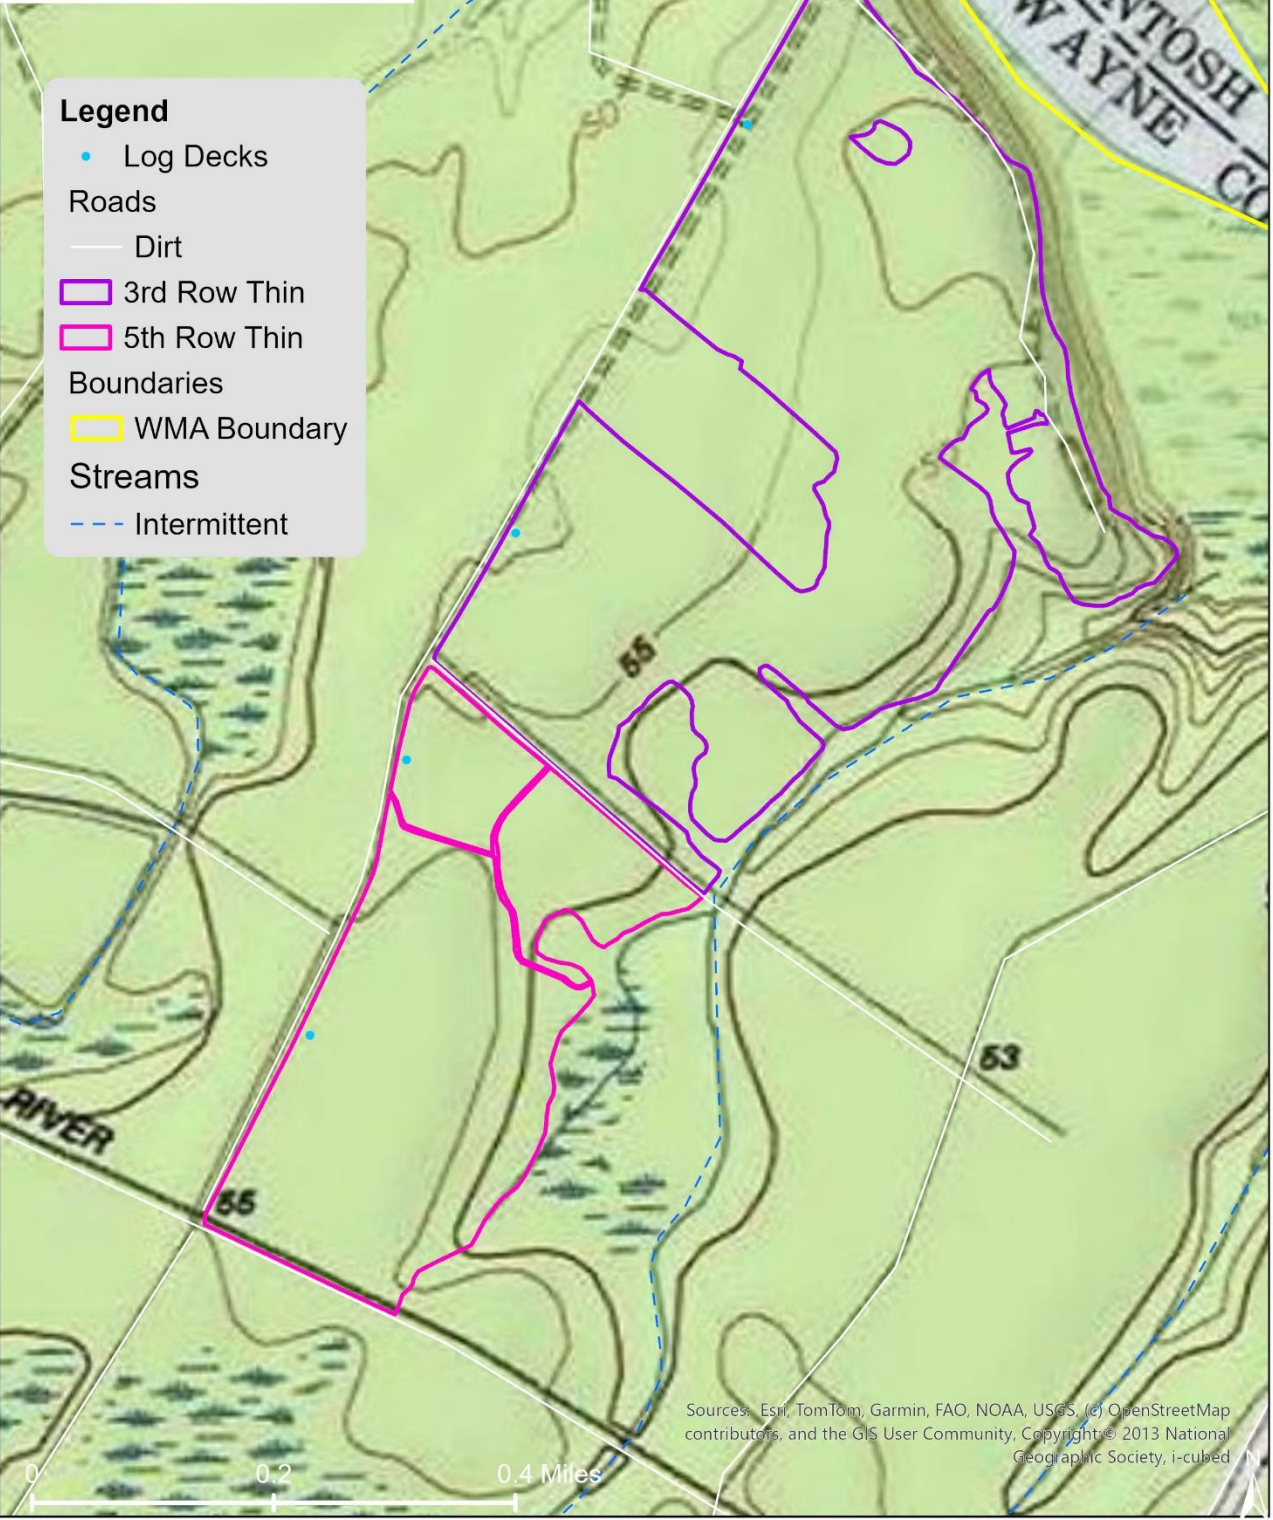 NTOSH
WAYNE
CO
50
Legend
Log Decks
Roads
Dirt
3rd Row Thin
5th Row Thin
Boundaries
WMA Boundary
Streams
Intermittent
55
53
RIVER
55
Sources: Esri, TomTom, Garmin, FAO, NOAA, USGS, (c) OpenStreetMap
contributors, and the GIS User Community, Copyright:© 2013 National
Geographic Society, i-cubed
N
0 0.2 0.4 Miles